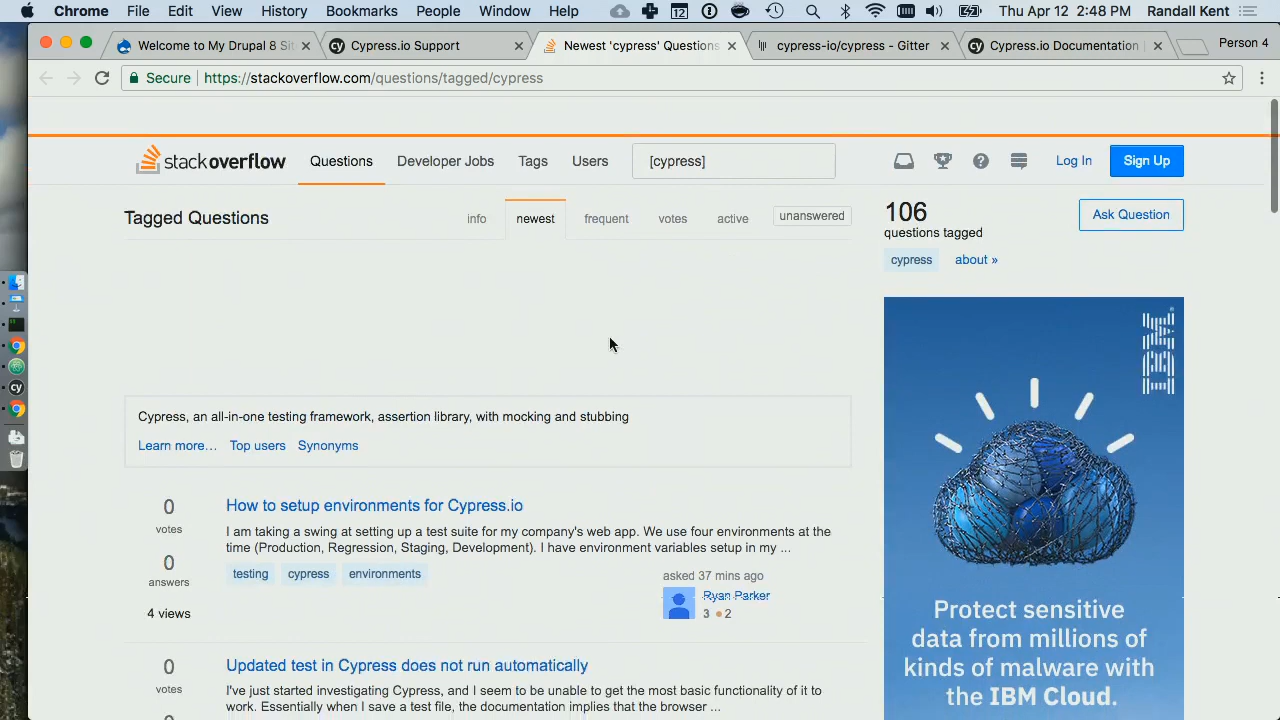 Chrome File Edit View History Bookmarks People Window Help 12 Thu Apr 12 2:48 PM Randall Kent
Welcome to My Drupal 8 Sit
Cypress.io Support
Newest 'cypress' Questions
cypress-io/cypress - Gitter
Cypress.io Documentation |
Person 4
Secure https://stackoverflow.com/questions/tagged/cypress
stackoverflow Questions Developer Jobs Tags Users [cypress] Log In Sign Up
Tagged Questions info newest frequent votes active unanswered
106
questions tagged
Ask Question
cypress about »
Cypress, an all-in-one testing framework, assertion library, with mocking and stubbing
Learn more… Top users Synonyms
0
votes
0
answers
4 views
How to setup environments for Cypress.io
I am taking a swing at setting up a test suite for my company's web app. We use four environments at the
time (Production, Regression, Staging, Development). I have environment variables setup in my ...
testing cypress environments
asked 37 mins ago
Ryan Parker
3 2
0
votes
Updated test in Cypress does not run automatically
I've just started investigating Cypress, and I seem to be unable to get the most basic functionality of it to
work. Essentially when I save a test file, the documentation implies that the browser ...
IBM
Protect sensitive
data from millions of
kinds of malware with
the IBM Cloud.
cy